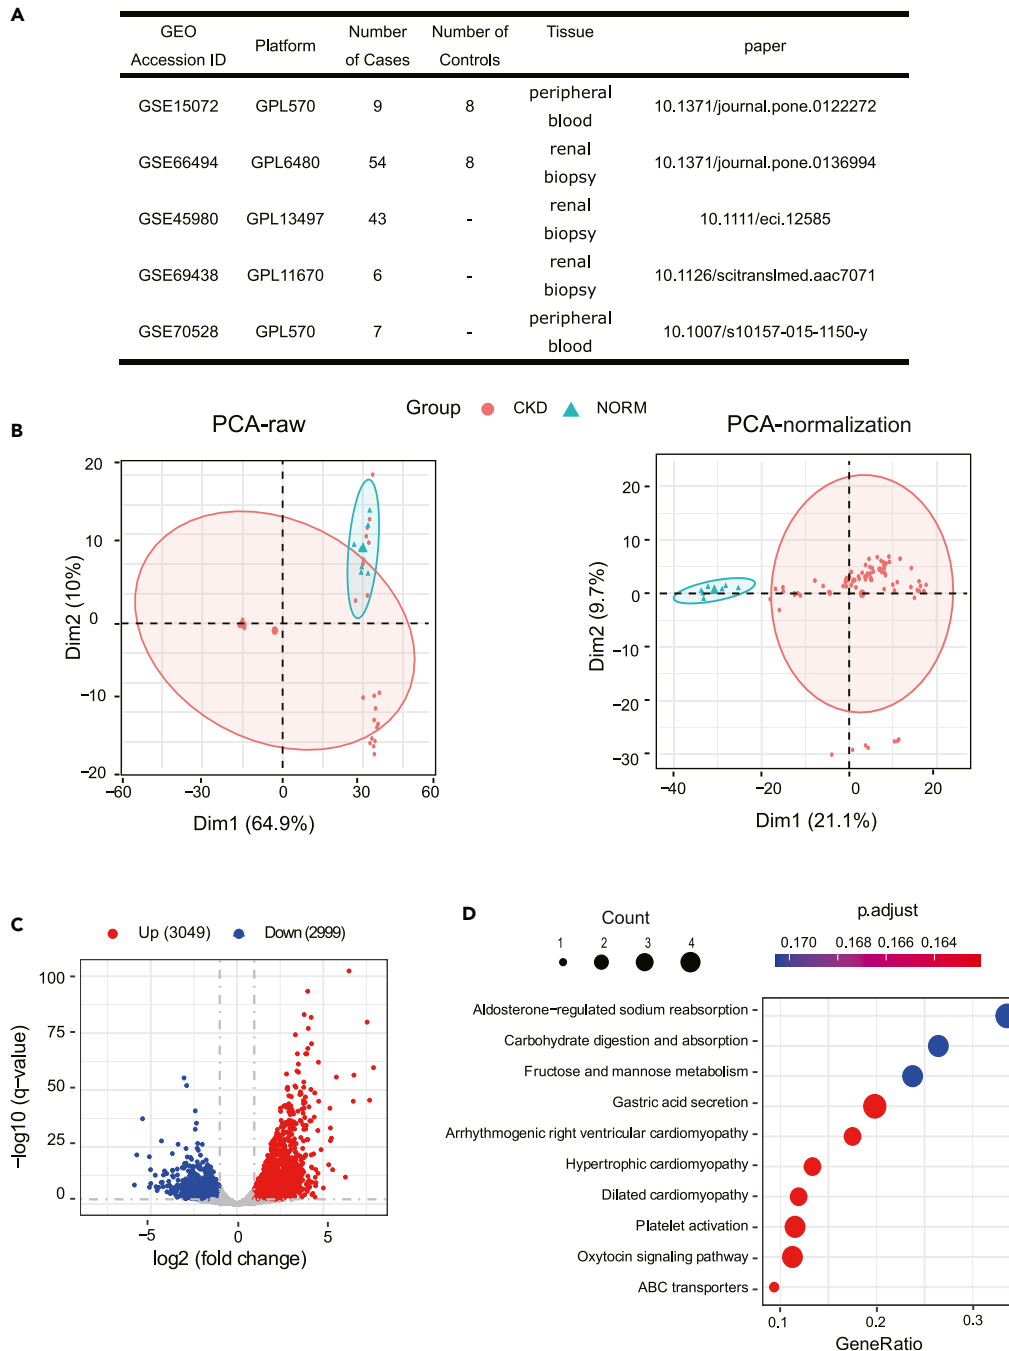 A
GEO Accession ID Platform Number of Cases Number of Controls Tissue paper
GSE15072 GPL570 9 8 peripheral blood 10.1371/journal.pone.0122272
GSE66494 GPL6480 54 8 renal biopsy 10.1371/journal.pone.0136994
GSE45980 GPL13497 43 - renal biopsy 10.1111/eci.12585
GSE69438 GPL11670 6 - renal biopsy 10.1126/scitranslmed.aac7071
GSE70528 GPL570 7 - peripheral blood 10.1007/s10157-015-1150-y
B
Group CKD NORM
PCA-raw
20
10
0
−10
−20
−60 −30 0 30 60
Dim2 (10%)
Dim1 (64.9%)
PCA-normalization
20
10
0
−10
−20
−30
−40 −20 0 20
Dim2 (9.7%)
Dim1 (21.1%)
C
Up (3049) Down (2999)
100
75
50
25
0
−5 0 5
−log10 (q-value)
log2 (fold change)
D
Count
1 2 3 4
p.adjust
0.170 0.168 0.166 0.164
Aldosterone−regulated sodium reabsorption
Carbohydrate digestion and absorption
Fructose and mannose metabolism
Gastric acid secretion
Arrhythmogenic right ventricular cardiomyopathy
Hypertrophic cardiomyopathy
Dilated cardiomyopathy
Platelet activation
Oxytocin signaling pathway
ABC transporters
0.1 0.2 0.3
GeneRatio